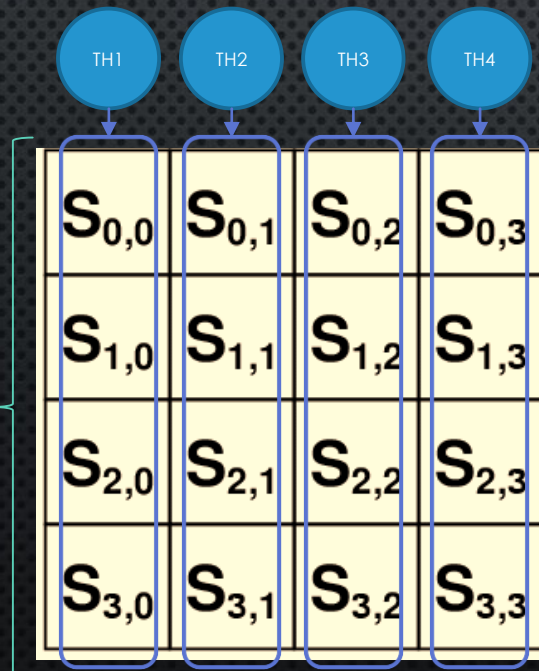 TH1 TH2 TH3 TH4
S0,0 S0,1 S0,2 S0,3
S1,0 S1,1 S1,2 S1,3
S2,0 S2,1 S2,2 S2,3
S3,0 S3,1 S3,2 S3,3